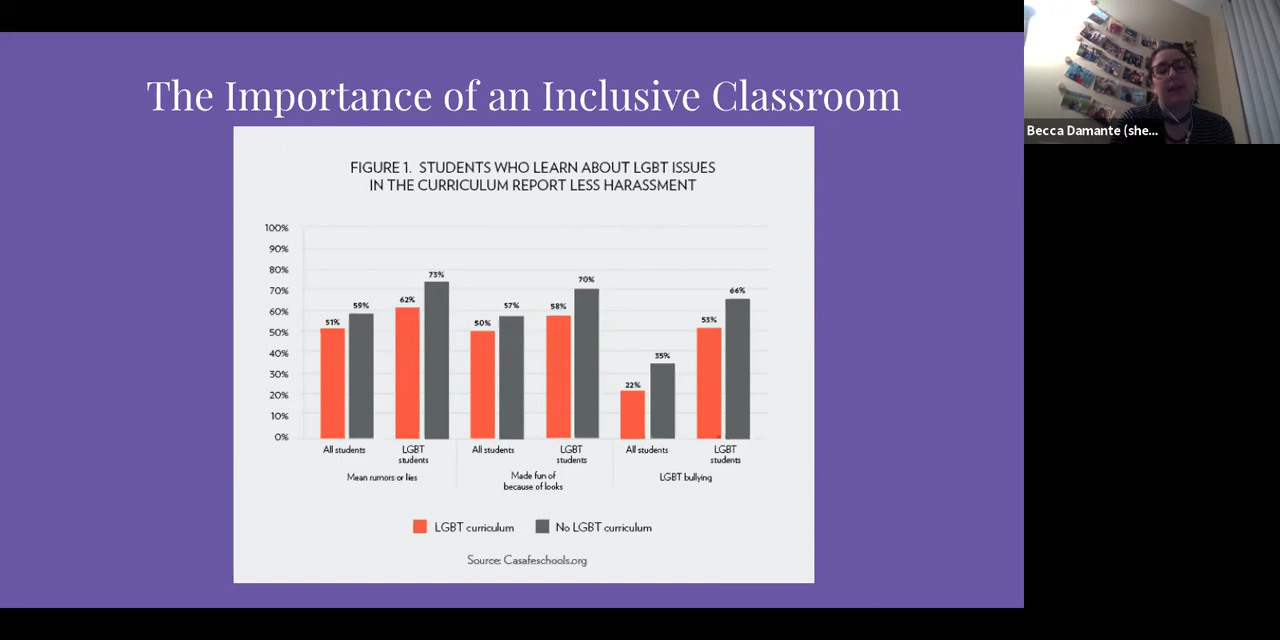 The Importance of an Inclusive Classroom
Becca Damante (she...
FIGURE 1. STUDENTS WHO LEARN ABOUT LGBT ISSUES
IN THE CURRICULUM REPORT LESS HARASSMENT
100%
90%
80%
70%
60%
50%
40%
30%
20%
10%
0%
51%
59%
62%
73%
50%
57%
58%
70%
22%
35%
53%
66%
All students
LGBT
students
All students
LGBT
students
All students
LGBT
students
Mean rumors or lies
Made fun of
because of looks
LGBT bullying
LGBT curriculum
No LGBT curriculum
Source: Casafeschools.org